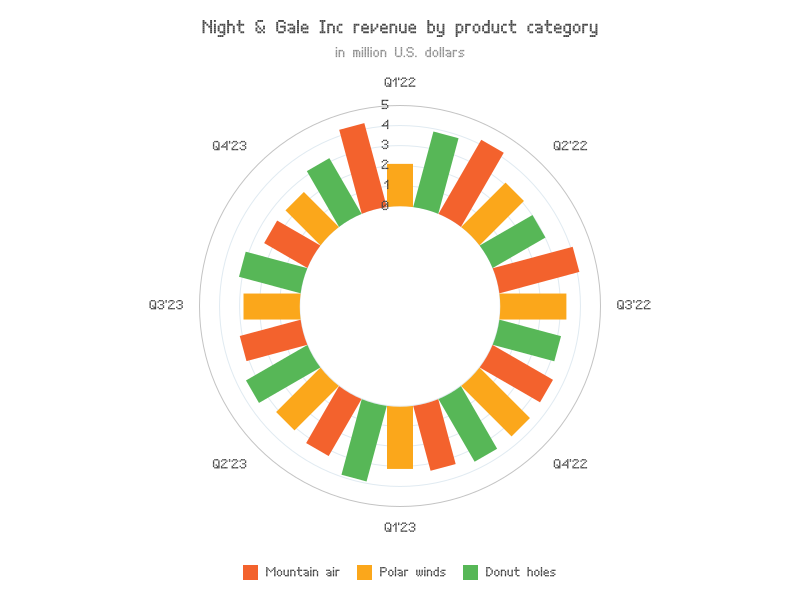 Night & Gale Inc revenue by product category
in million U.S. dollars
Q1'22
5
4
3
2
1
0
Q4'23
Q2'22
Q3'23
Q3'22
Q2'23
Q4'22
Q1'23
Mountain air
Polar winds
Donut holes